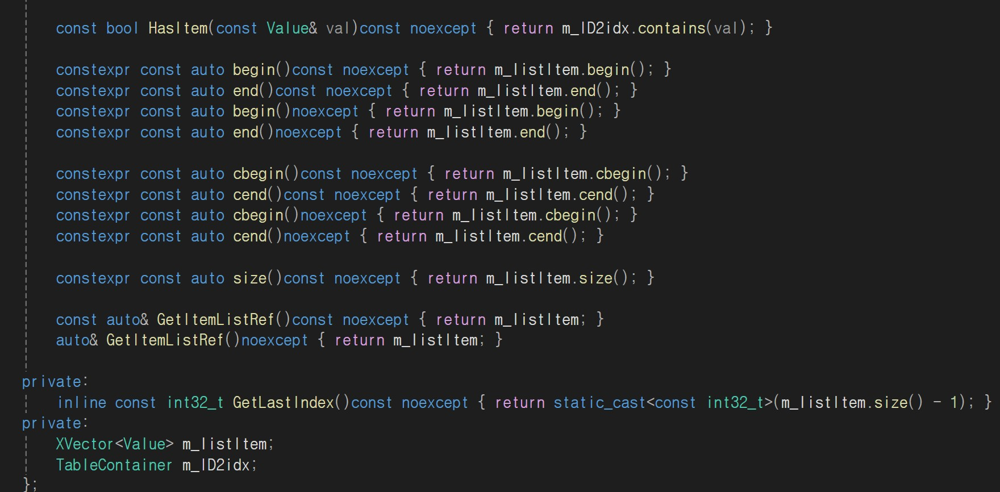 const bool HasItem(const Value& val)const noexcept { return m_ID2idx.contains(val); }
constexpr const auto begin()const noexcept { return m_listItem.begin(); }
constexpr const auto end()const noexcept { return m_listItem.end(); }
constexpr const auto begin()noexcept { return m_listItem.begin(); }
constexpr const auto end()noexcept { return m_listItem.end(); }
constexpr const auto cbegin()const noexcept { return m_listItem.cbegin(); }
constexpr const auto cend()const noexcept { return m_listItem.cend(); }
constexpr const auto cbegin()noexcept { return m_listItem.cbegin(); }
constexpr const auto cend()noexcept { return m_listItem.cend(); }
constexpr const auto size()const noexcept { return m_listItem.size(); }
const auto& GetItemListRef()const noexcept { return m_listItem; }
auto& GetItemListRef()noexcept { return m_listItem; }
private:
inline const int32_t GetLastIndex()const noexcept { return static_cast<const int32_t>(m_listItem.size() - 1); }
private:
XVector<Value> m_listItem;
TableContainer m_ID2idx;
};